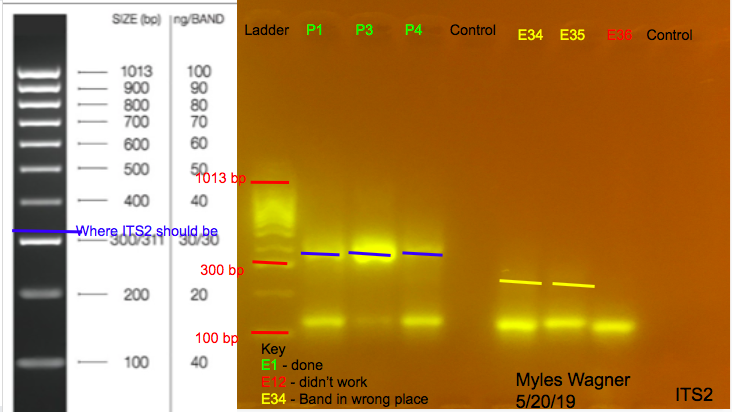 SIZE (bp) ng/BAND
1013 100
900 90
800 80
700 70
600 60
500 50
400 40
Where ITS2 should be
300/311 30/30
200 20
100 40
Ladder P1 P3 P4 Control E34 E35 E36 Control
1013 bp
300 bp
100 bp
Key
E1 - done
E12 - didn't work
E34 - Band in wrong place
Myles Wagner
5/20/19
ITS2